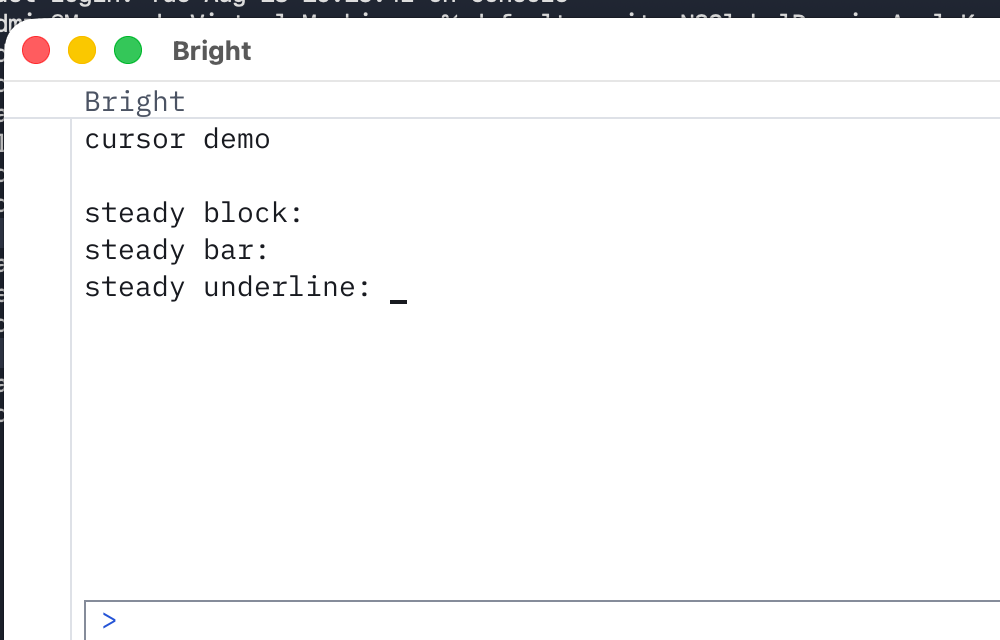 Bright
Bright
cursor demo
steady block:
steady bar:
steady underline: _
>